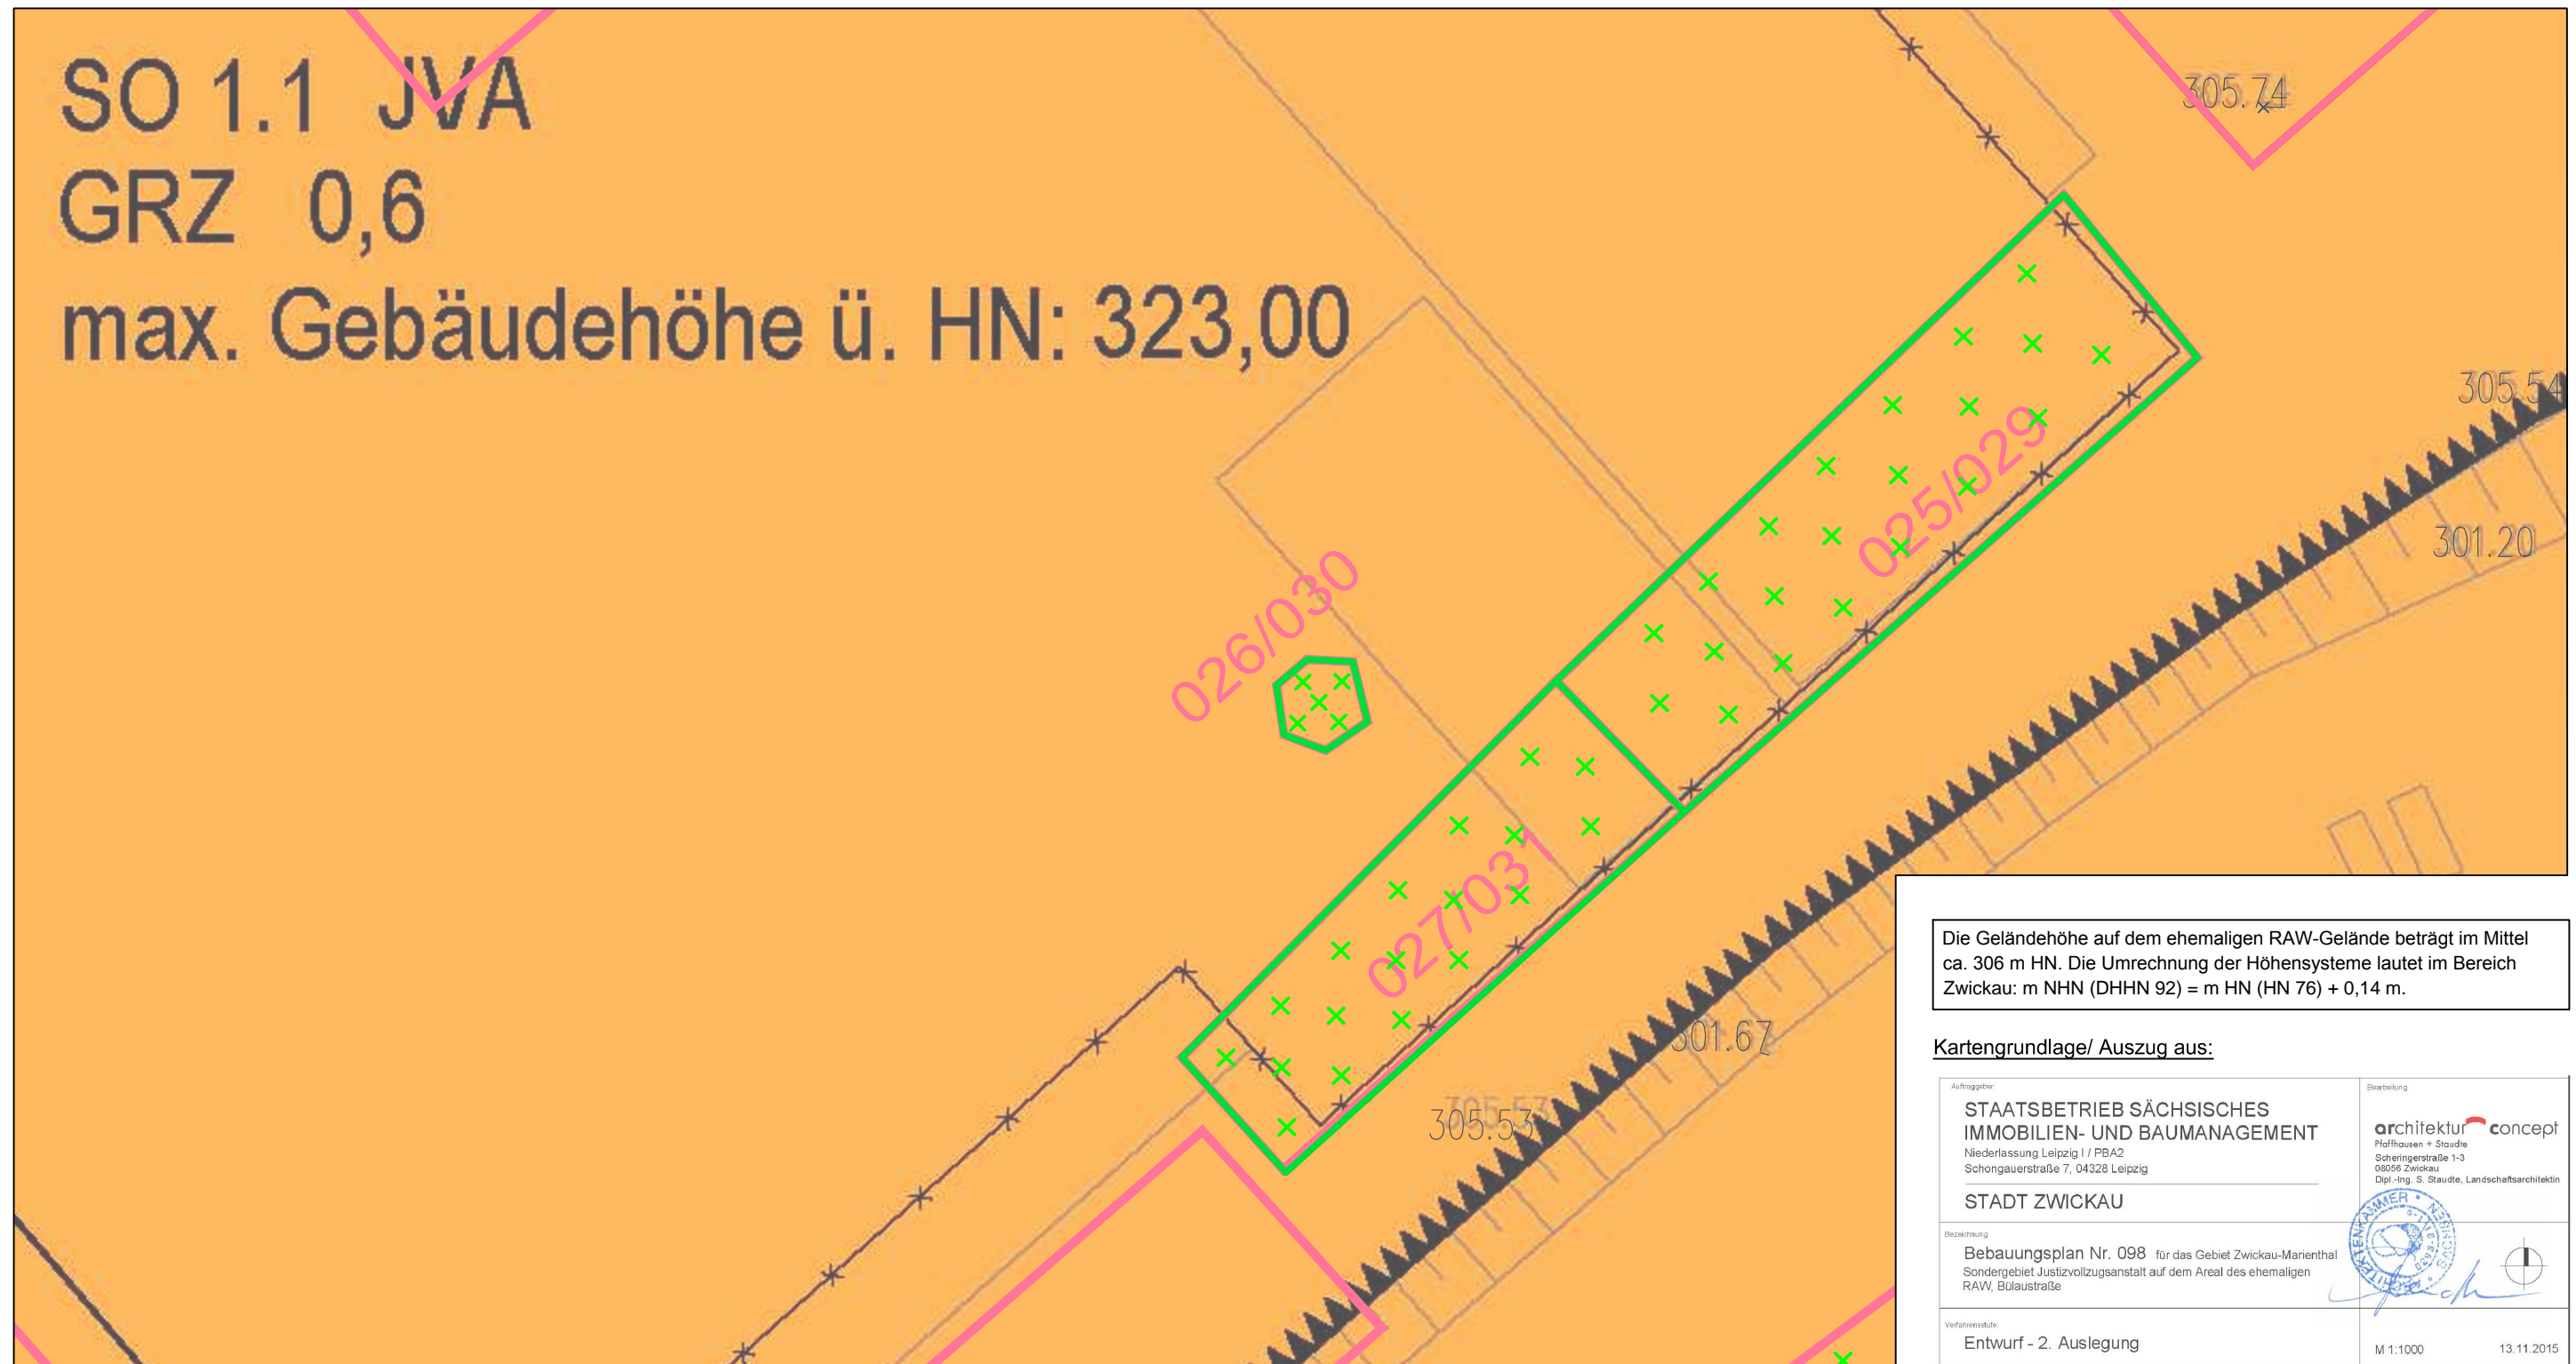 SO 1.1 JVA
GRZ 0,6
max. Gebäudehöhe ü. HN: 323,00
305.74
305.54
301.20
025/029
026/030
027/031
301.67
305.53
Die Geländehöhe auf dem ehemaligen RAW-Gelände beträgt im Mittel
ca. 306 m HN. Die Umrechnung der Höhensysteme lautet im Bereich
Zwickau: m NHN (DHHN 92) = m HN (HN 76) + 0,14 m.
Kartengrundlage/ Auszug aus:
Auftraggeber:
STAATSBETRIEB SÄCHSISCHES
IMMOBILIEN- UND BAUMANAGEMENT
Niederlassung Leipzig I / PBA2
Schongauerstraße 7, 04328 Leipzig
STADT ZWICKAU
Bearbeitung
architektur concept
Pfaffhausen + Staudte
Scheringerstraße 1-3
08056 Zwickau
Dipl.-Ing. S. Staudte, Landschaftsarchitektin
Bezeichnung
Bebauungsplan Nr. 098 für das Gebiet Zwickau-Marienthal
Sondergebiet Justizvollzugsanstalt auf dem Areal des ehemaligen
RAW, Bülaustraße
Verfahrensstufe:
Entwurf - 2. Auslegung
M 1:1000 13.11.2015